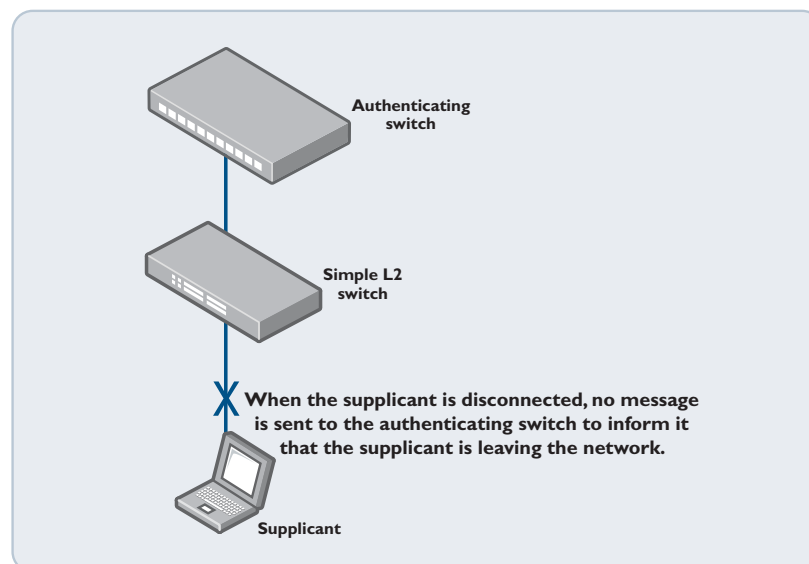 Authenticating
switch
Simple L2
switch
When the supplicant is disconnected, no message
is sent to the authenticating switch to inform it
that the supplicant is leaving the network.
Supplicant